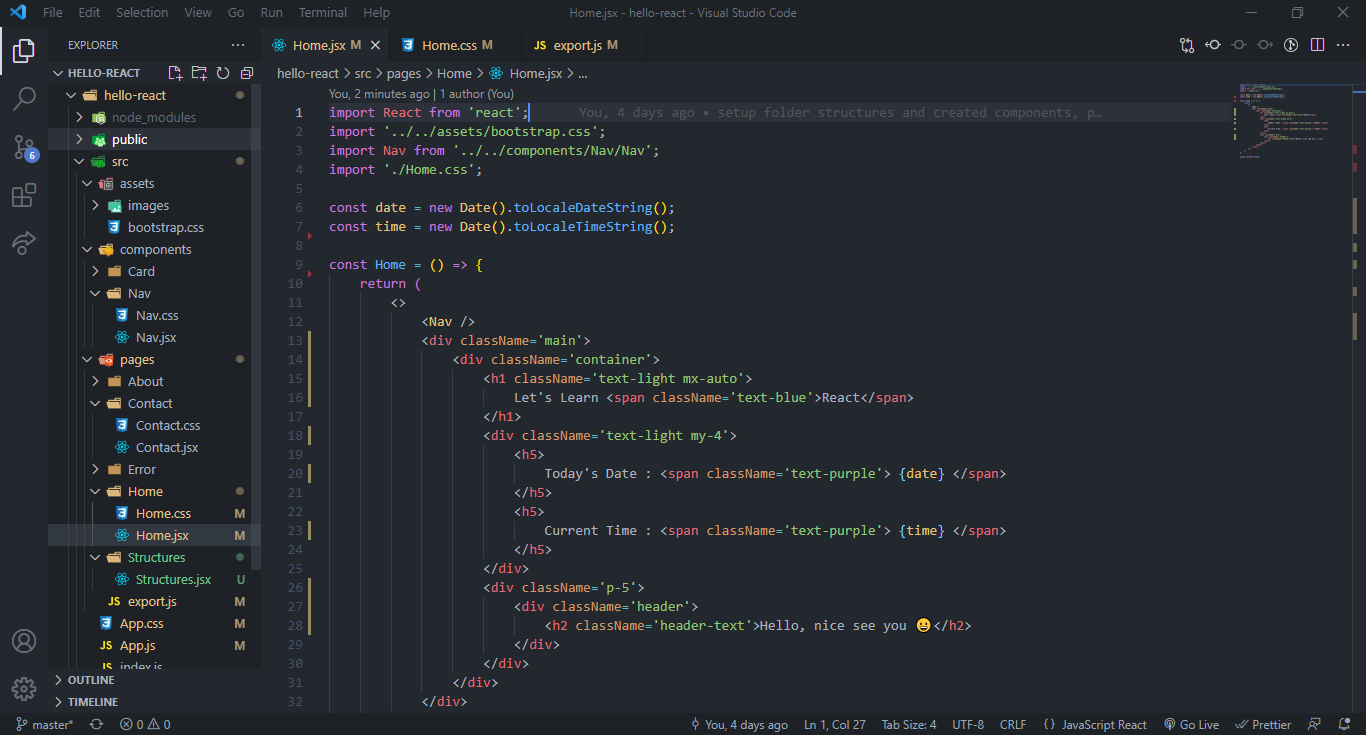 File Edit Selection View Go Run Terminal Help
Home.jsx - hello-react - Visual Studio Code
EXPLORER
HELLO-REACT
hello-react
node_modules
public
src
assets
images
bootstrap.css
components
Card
Nav
Nav.css
Nav.jsx
pages
About
Contact
Contact.css
Contact.jsx
Error
Home
Home.css M
Home.jsx M
Structures
Structures.jsx U
JS export.js M
App.css M
JS App.js M
JS index.js
OUTLINE
TIMELINE
6
Home.jsx M
Home.css M
JS export.js M
hello-react > src > pages > Home > Home.jsx > ...
You, 2 minutes ago | 1 author (You)
1 import React from 'react'; You, 4 days ago • setup folder structures and created components, p…
2 import '../../assets/bootstrap.css';
3 import Nav from '../../components/Nav/Nav';
4 import './Home.css';
5
6 const date = new Date().toLocaleDateString();
7 const time = new Date().toLocaleTimeString();
8
9 const Home = () => {
10 return (
11 <>
12 <Nav />
13 <div className='main'>
14 <div className='container'>
15 <h1 className='text-light mx-auto'>
16 Let's Learn <span className='text-blue'>React</span>
17 </h1>
18 <div className='text-light my-4'>
19 <h5>
20 Today's Date : <span className='text-purple'> {date} </span>
21 </h5>
22 <h5>
23 Current Time : <span className='text-purple'> {time} </span>
24 </h5>
25 </div>
26 <div className='p-5'>
27 <div className='header'>
28 <h2 className='header-text'>Hello, nice see you 😀</h2>
29 </div>
30 </div>
31 </div>
32 </div>
master* 0 0
You, 4 days ago Ln 1, Col 27 Tab Size: 4 UTF-8 CRLF {} JavaScript React Go Live Prettier